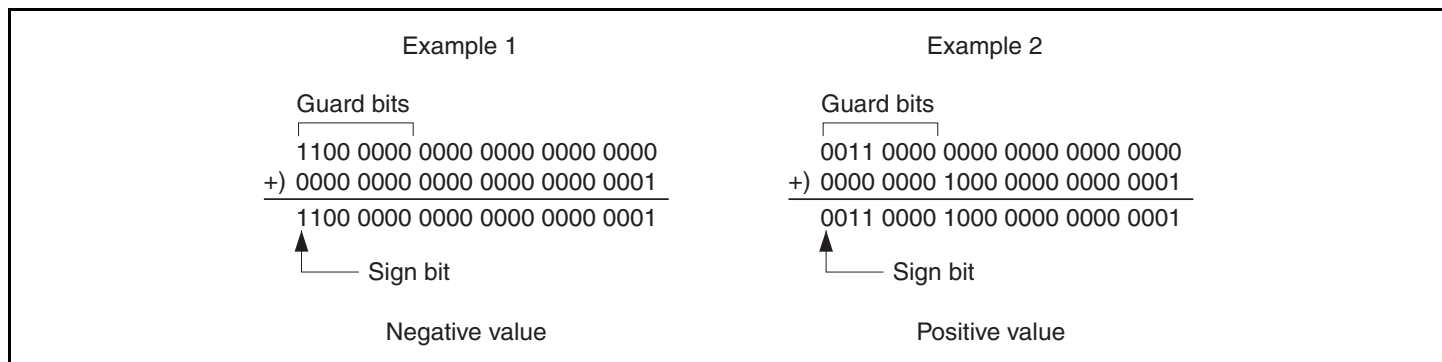 Example 1
Guard bits
1100 0000 0000 0000 0000 0000
+) 0000 0000 0000 0000 0000 0001
1100 0000 0000 0000 0000 0001
Sign bit
Negative value
Example 2
Guard bits
0011 0000 0000 0000 0000 0000
+) 0000 0000 1000 0000 0000 0001
0011 0000 1000 0000 0000 0001
Sign bit
Positive value